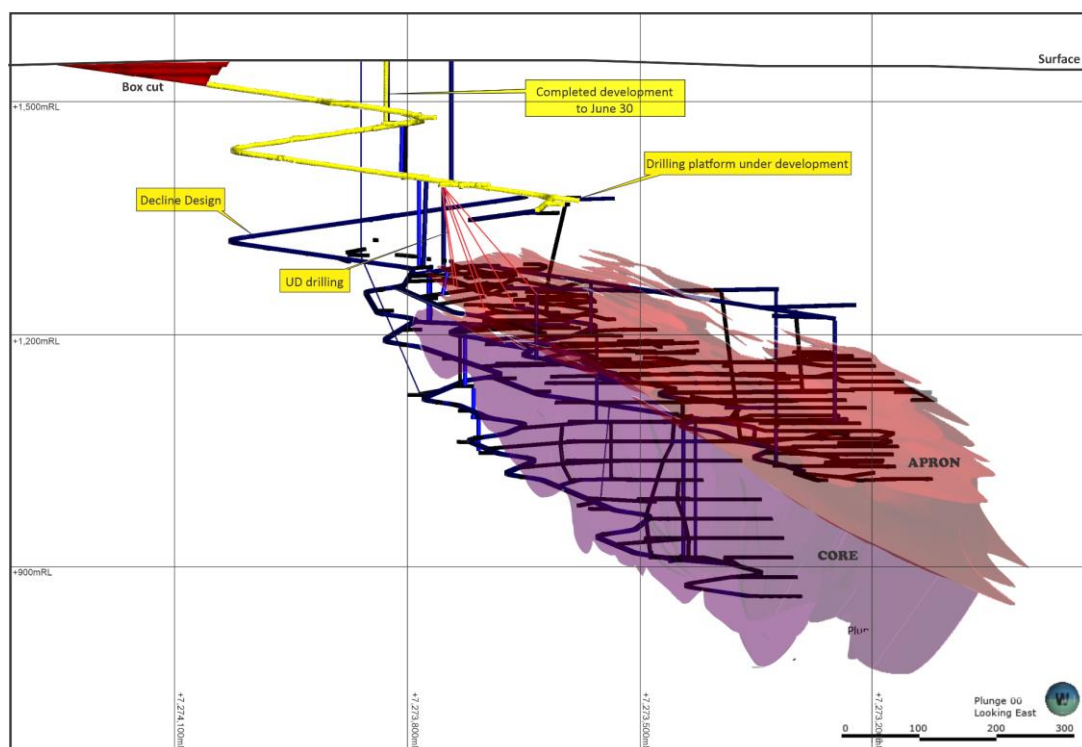 Surface
Box cut
+1,500mRL
Completed development
to June 30
Drilling platform under development
Decline Design
UD drilling
+1,200mRL
APRON
CORE
+900mRL
Plur
+7,274,100mN
+7,273,800mN
+7,273,500mN
Plunge üü
Looking East
0 100 200 300